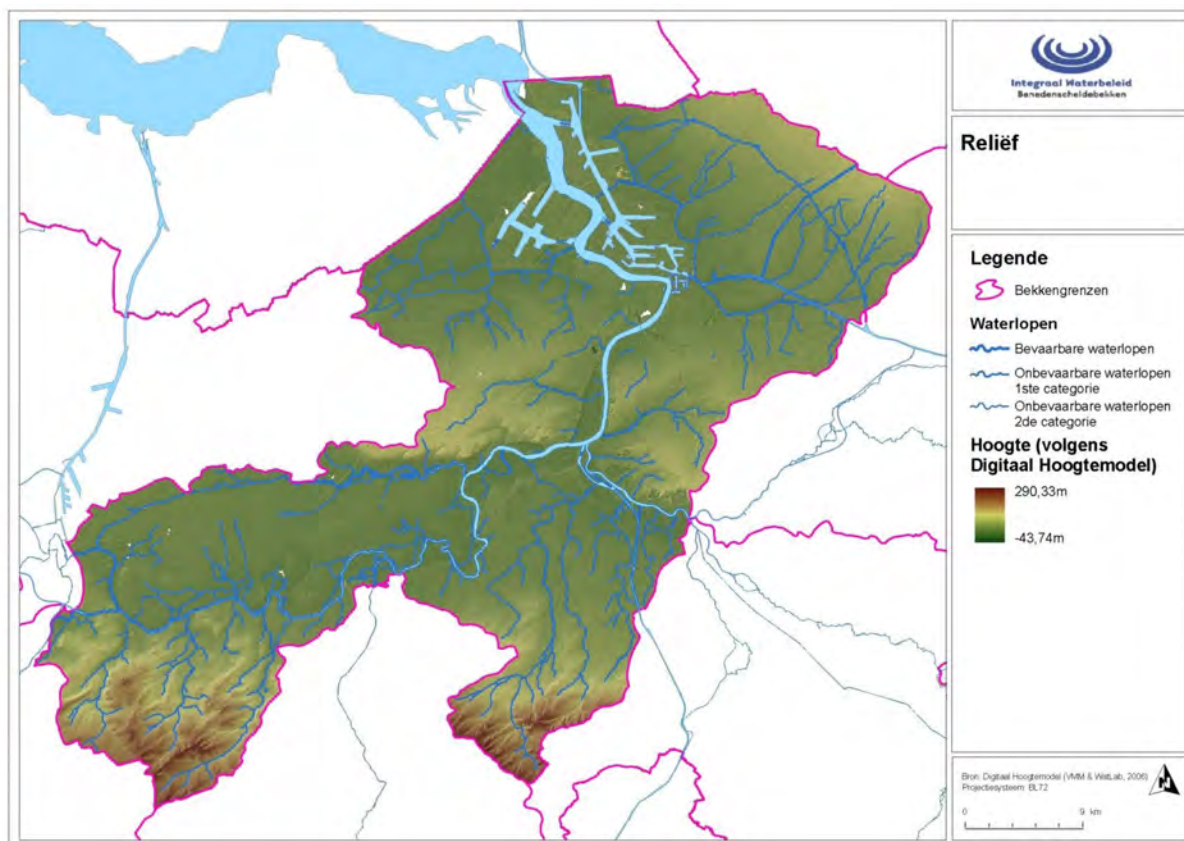 Integraal Waterbeleid
Benedenscheldebekken
Reliëf
Legende
Bekkengrenzen
Waterlopen
Bevaarbare waterlopen
Onbevaarbare waterlopen
1ste categorie
Onbevaarbare waterlopen
2de categorie
Hoogte (volgens
Digitaal Hoogtemodel)
290,33m
-43,74m
Bron: Digitaal Hoogtemodel (VMM & WatLab, 2006)
Projectiesysteem: BL72
N
0 9 km